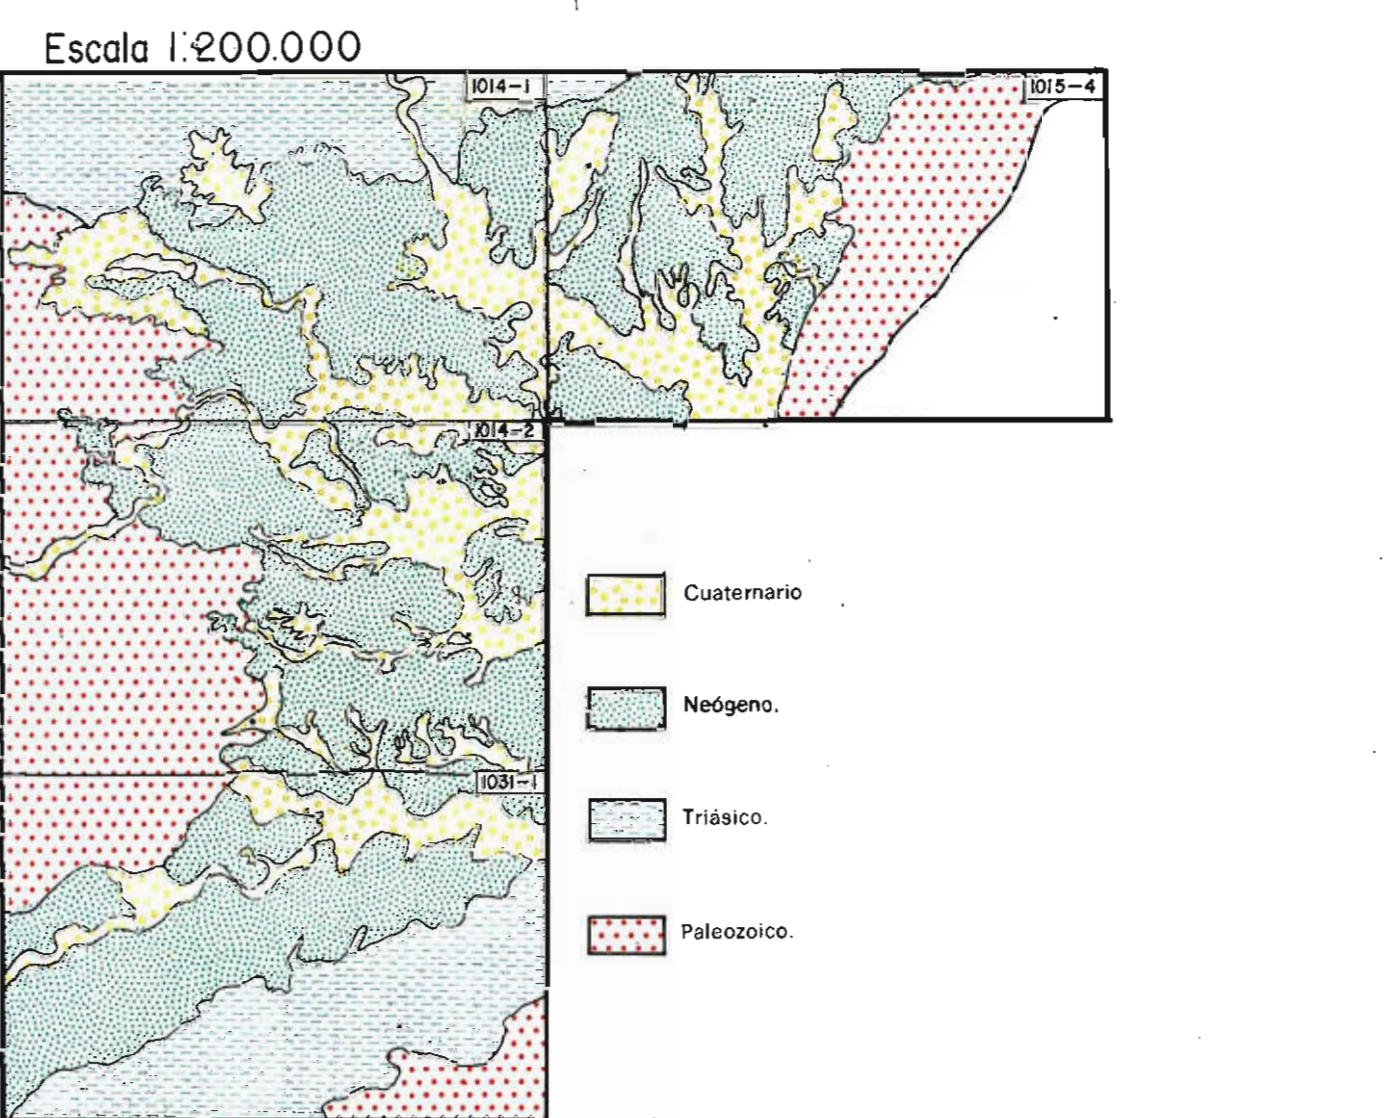 Escala 1:200.000
1014-1
1015-4
1014-2
1031-1
Cuaternario
Neógeno.
Triásico.
Paleozoico.